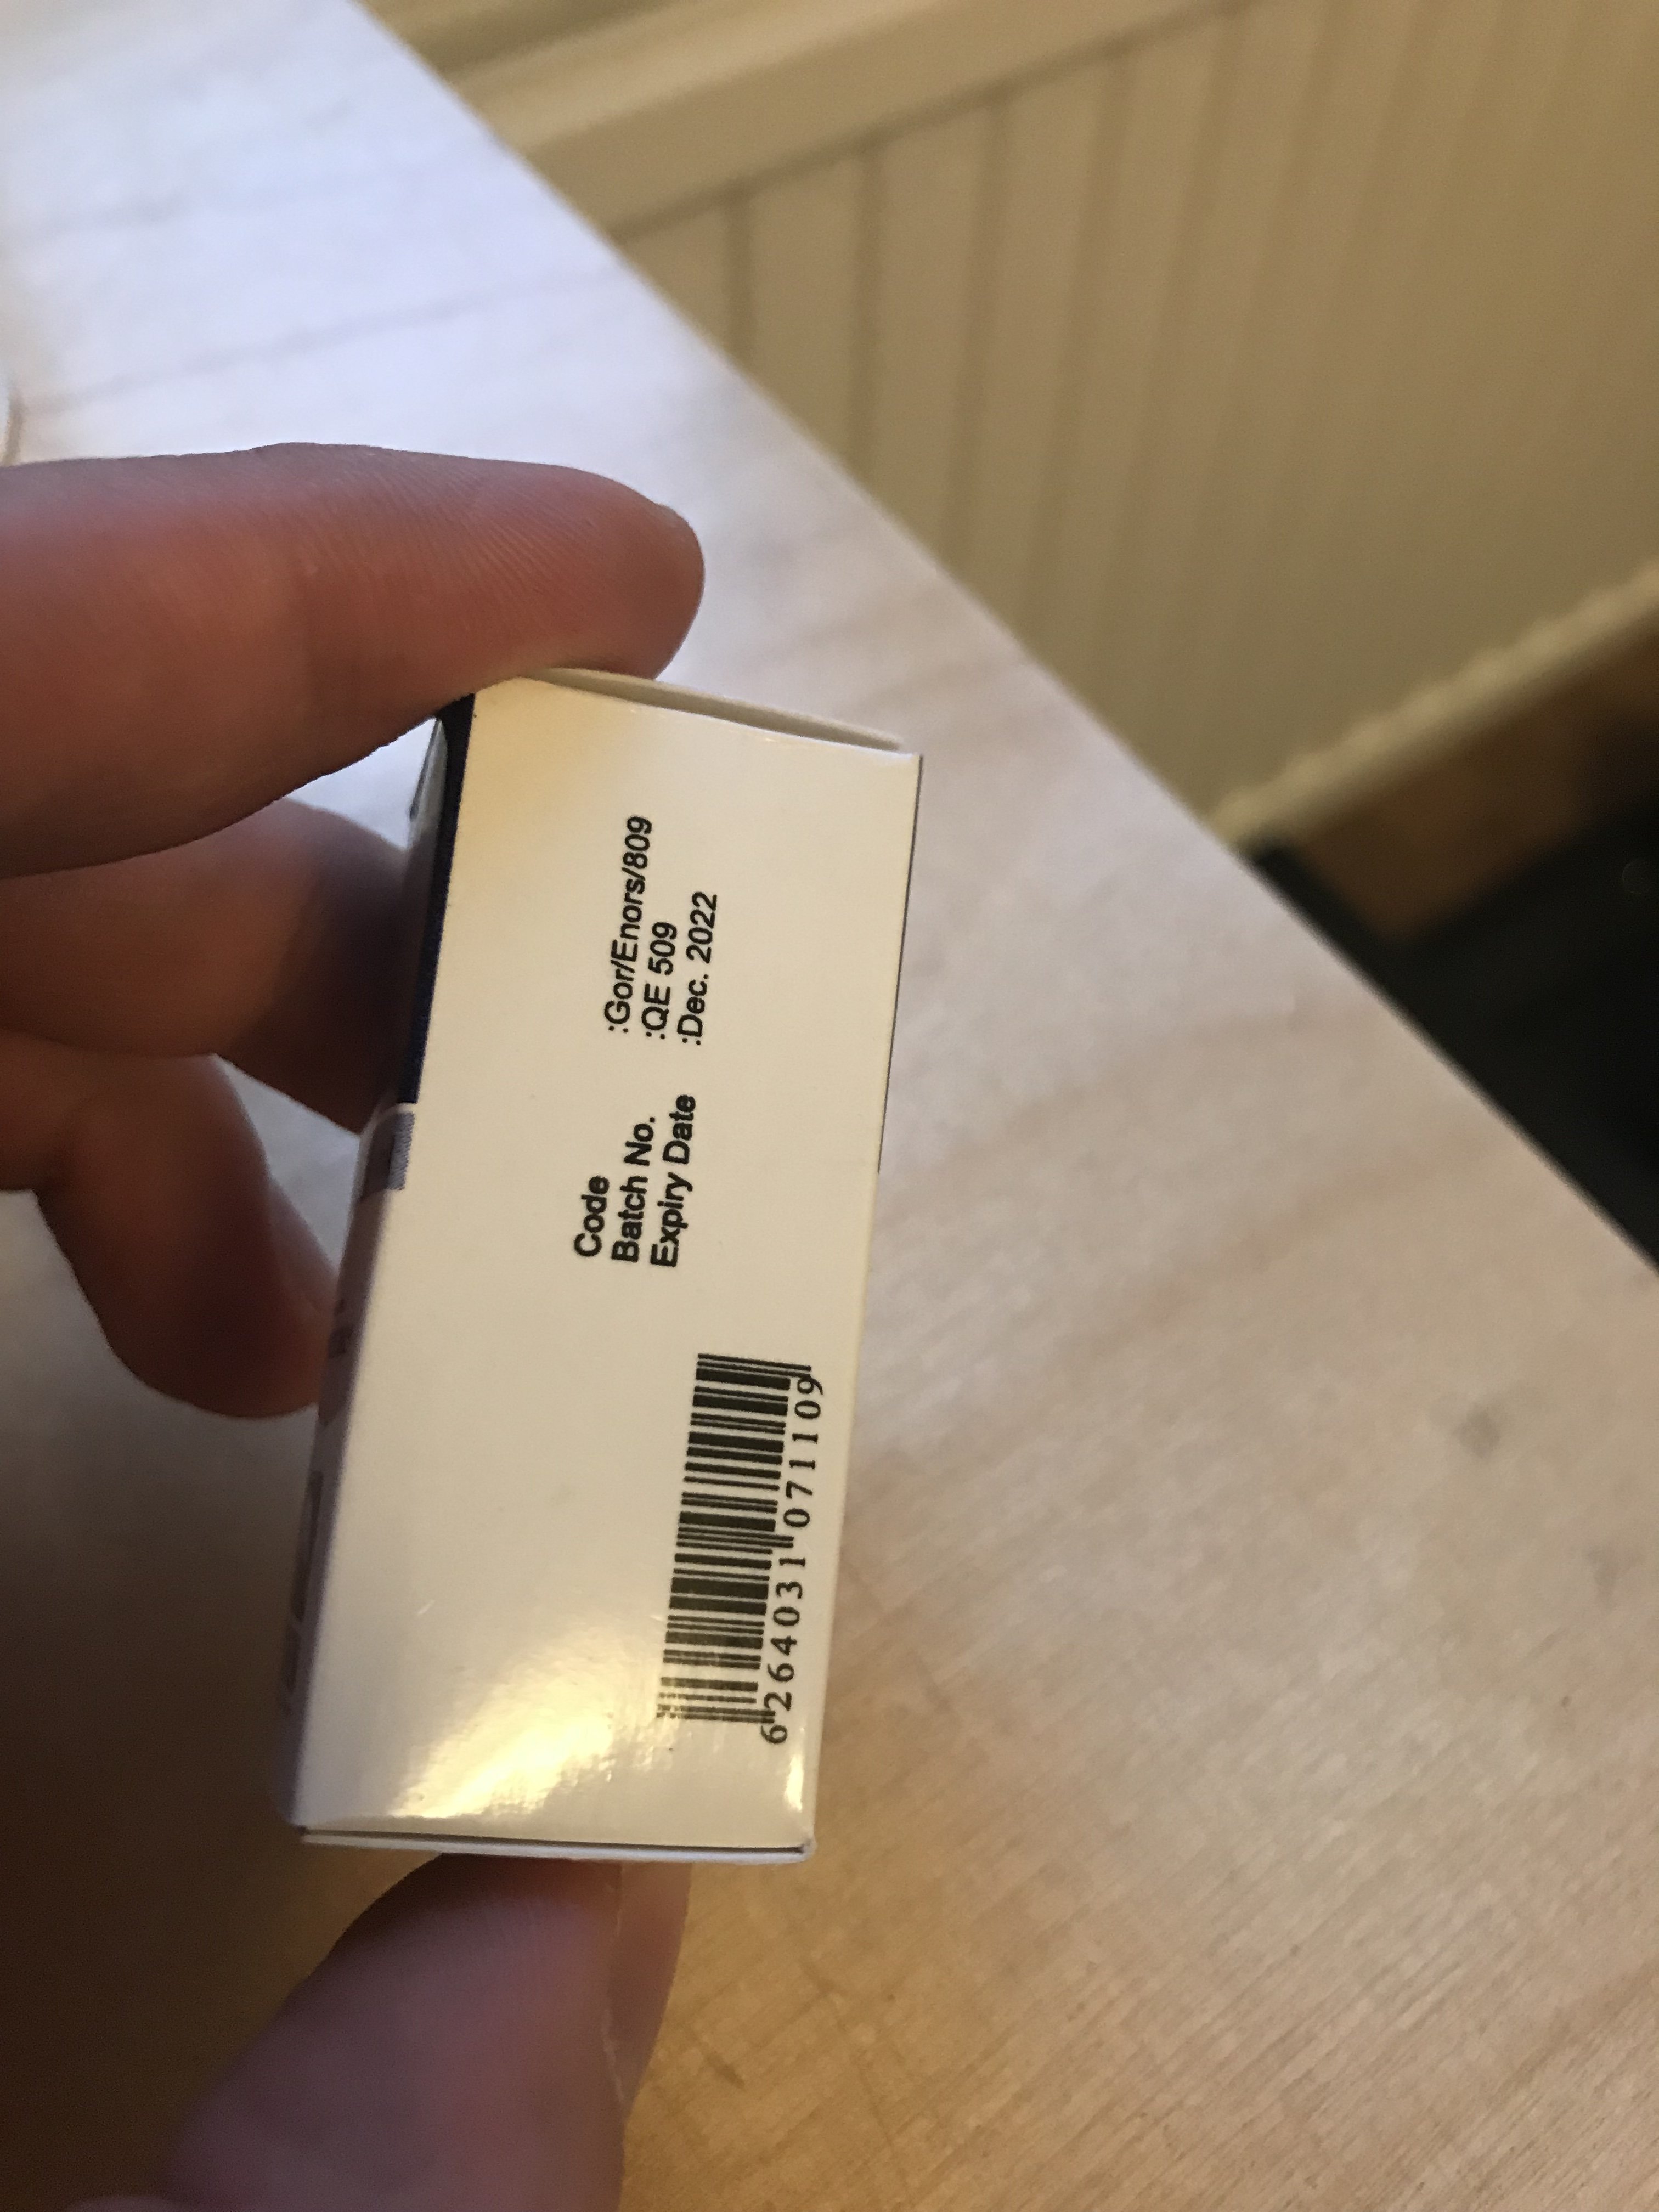 Code :Gor/Enors/809
Batch No. :QE 509
Expiry Date :Dec. 2022
6 264031 071109